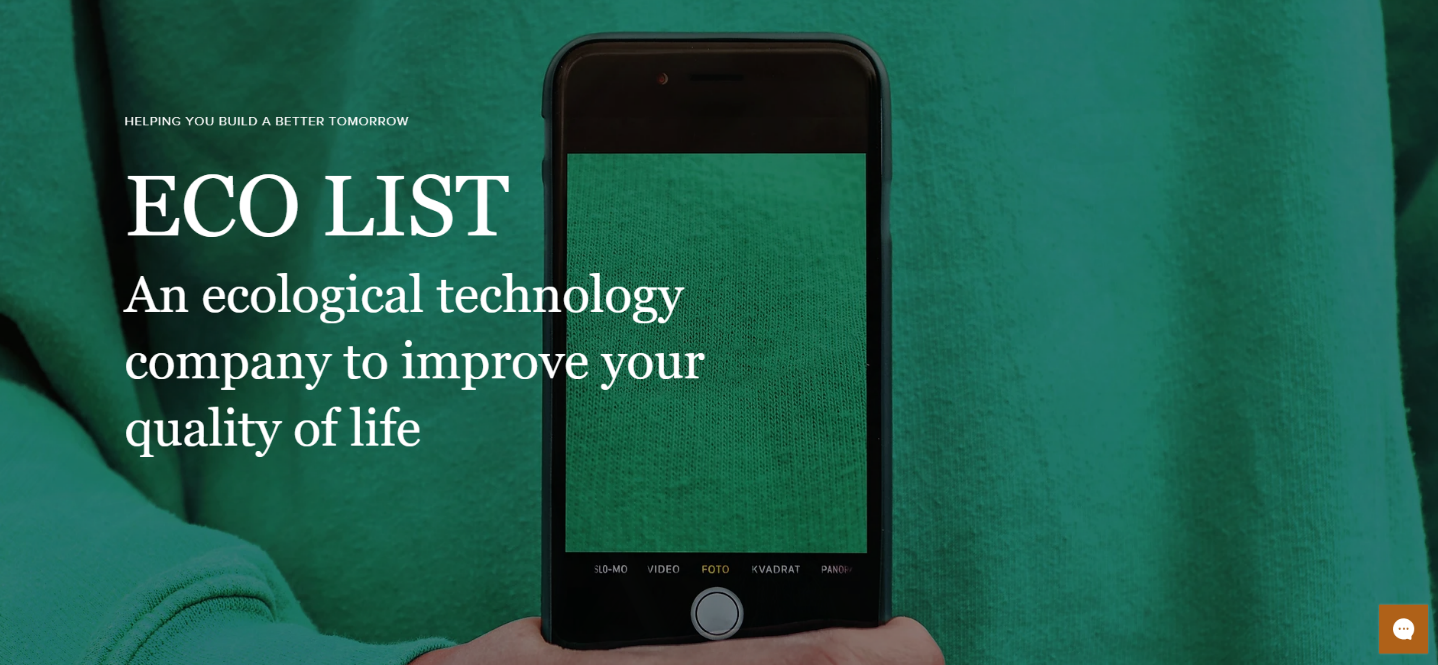 HELPING YOU BUILD A BETTER TOMORROW
ECO LIST
An ecological technology
company to improve your
quality of life
SLO-MO VIDEO FOTO KVADRAT